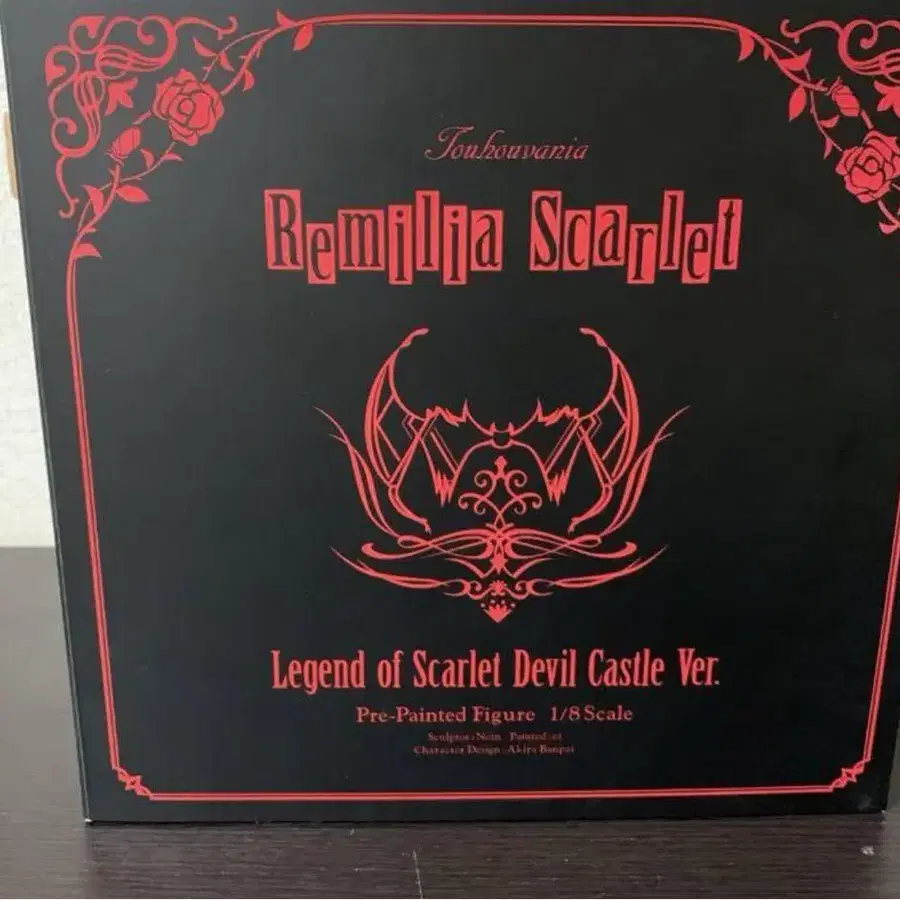 Touhouvania
Remilia Scarlet
Legend of Scarlet Devil Castle Ver.
Pre-Painted Figure 1/8 Scale
Sculptor:
Character Design : Akira Banpai